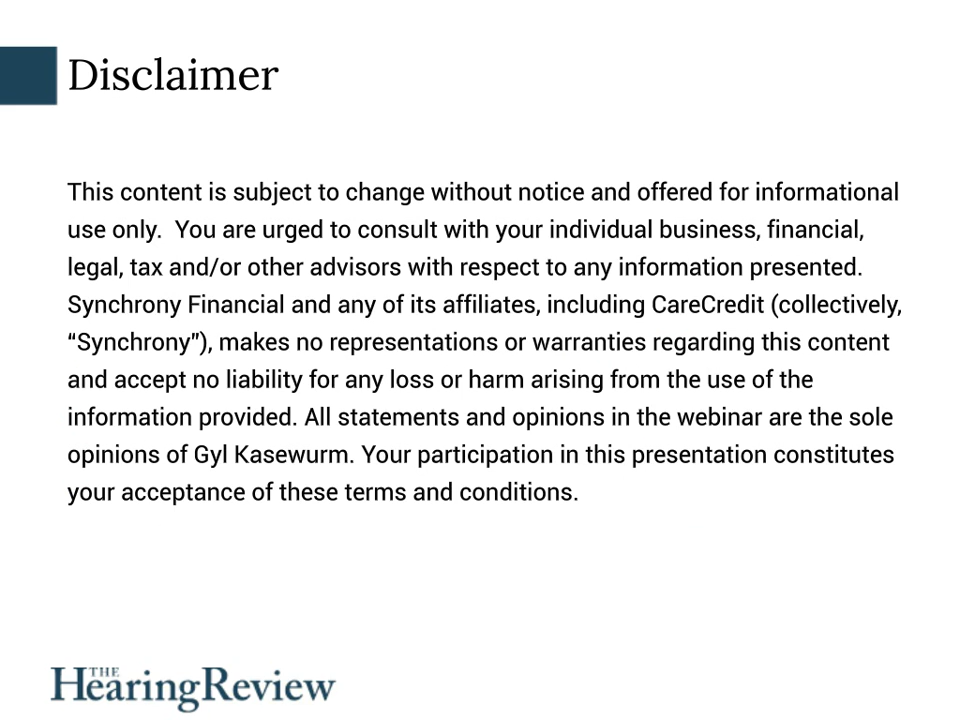 Disclaimer
This content is subject to change without notice and offered for informational
use only.  You are urged to consult with your individual business, financial,
legal, tax and/or other advisors with respect to any information presented.
Synchrony Financial and any of its affiliates, including CareCredit (collectively,
“Synchrony”), makes no representations or warranties regarding this content
and accept no liability for any loss or harm arising from the use of the
information provided. All statements and opinions in the webinar are the sole
opinions of Gyl Kasewurm. Your participation in this presentation constitutes
your acceptance of these terms and conditions.
THE
HearingReview